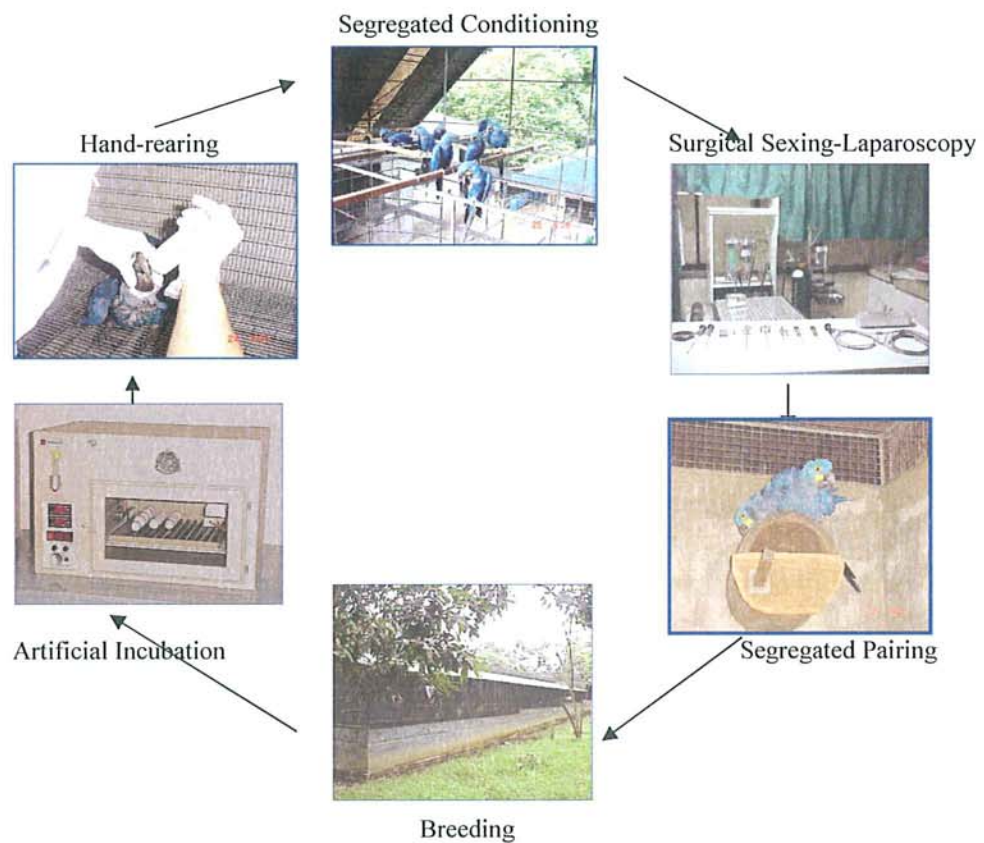 Segregated Conditioning
Hand-rearing
Surgical Sexing-Laparoscopy
Artificial Incubation
Segregated Pairing
Breeding